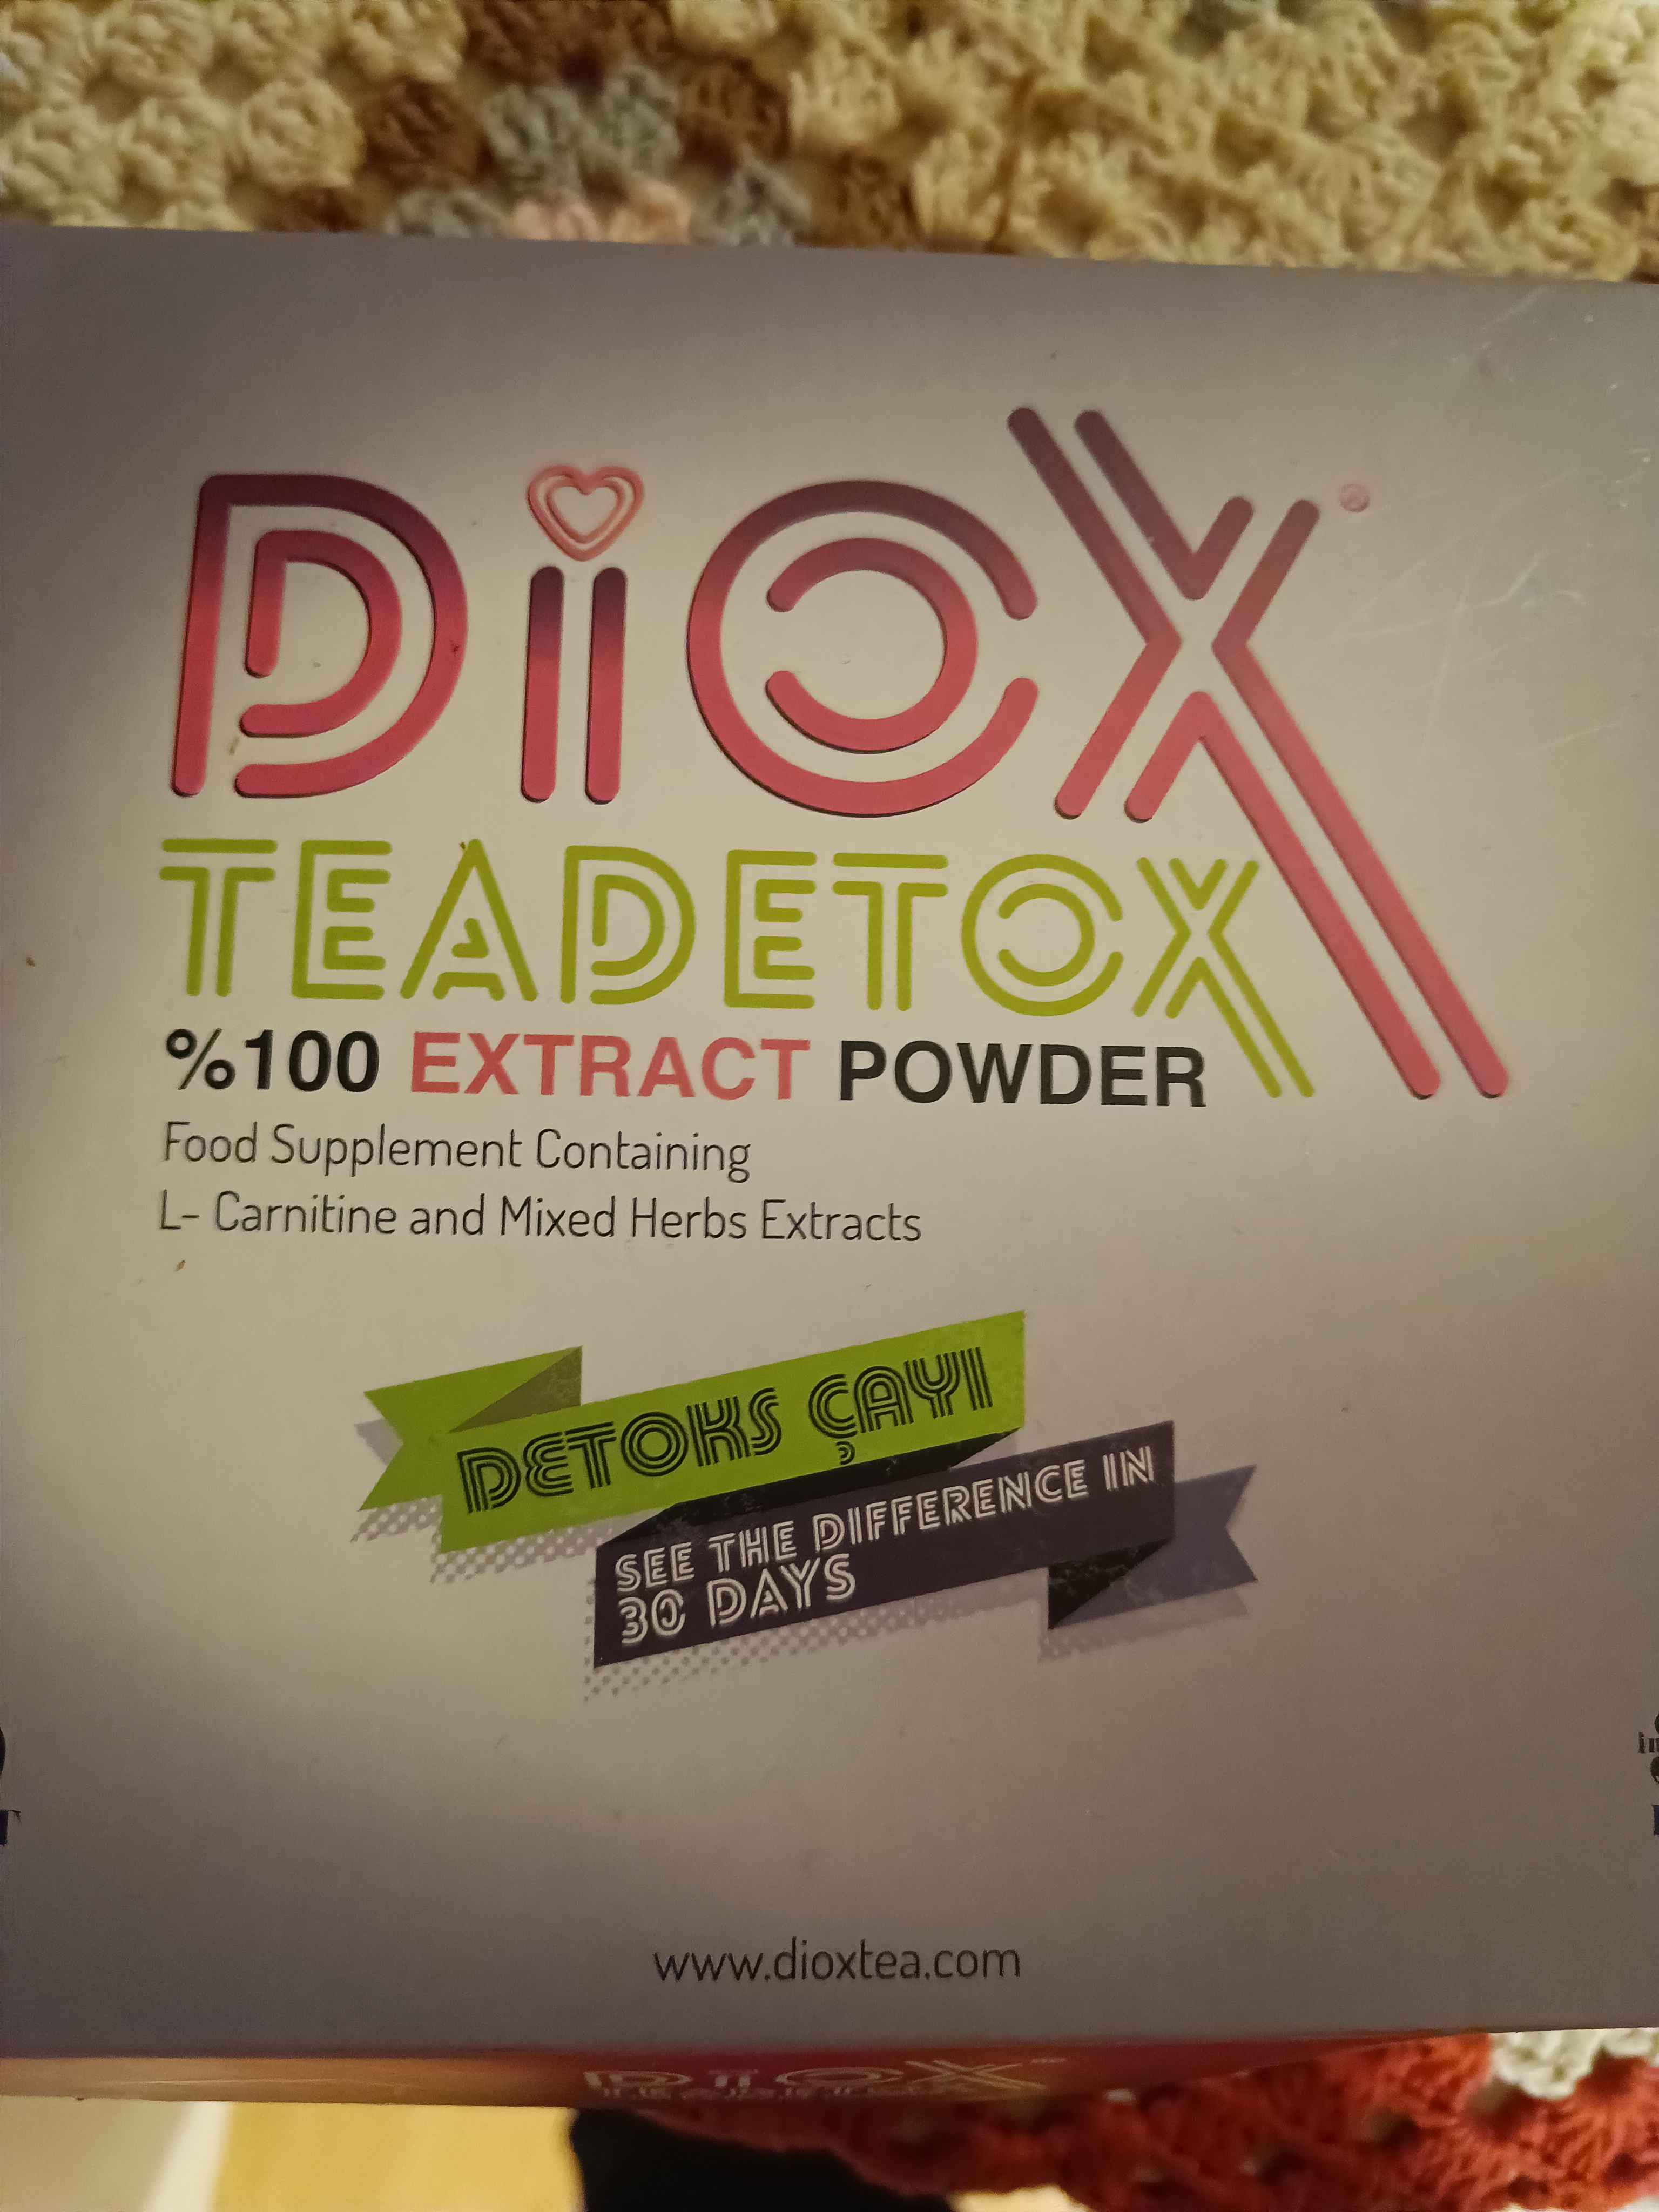 DiOX
TEADETOX
%100 EXTRACT POWDER
Food Supplement Containing
L- Carnitine and Mixed Herbs Extracts
DETOKS ÇAYI
SEE THE DIFFERENCE IN
30 DAYS
www.dioxtea.com
DiOX